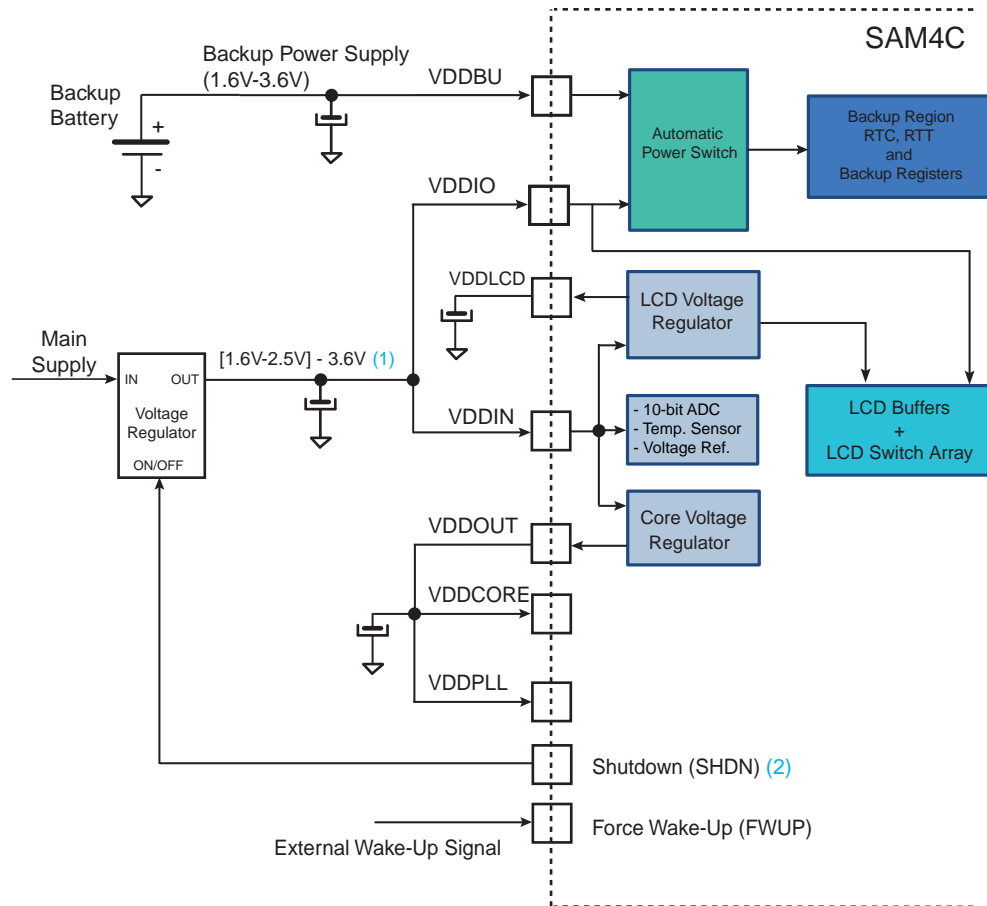 SAM4C
Backup Power Supply
(1.6V-3.6V)
VDDBU
Backup
Battery
+
-
Automatic
Power Switch
Backup Region
RTC, RTT
and
Backup Registers
VDDIO
VDDLCD
LCD Voltage
Regulator
Main
Supply
[1.6V-2.5V] - 3.6V (1)
IN OUT
Voltage
Regulator
ON/OFF
VDDIN
- 10-bit ADC
- Temp. Sensor
- Voltage Ref.
LCD Buffers
+
LCD Switch Array
VDDOUT
Core Voltage
Regulator
VDDCORE
VDDPLL
Shutdown (SHDN) (2)
External Wake-Up Signal
Force Wake-Up (FWUP)